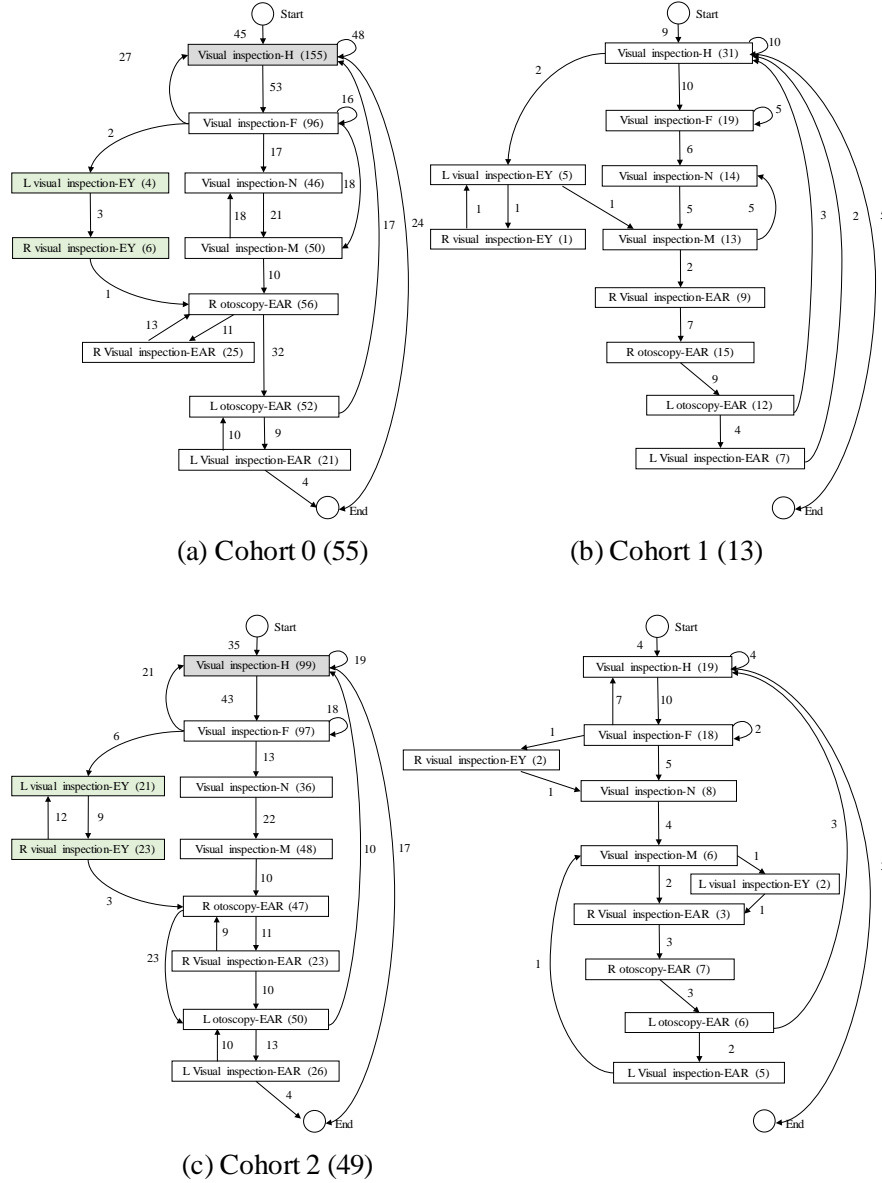 Start
45
48
Visual inspection-H (155)
27
53
16
Visual inspection-F (96)
2
17
L visual inspection-EY (4)
Visual inspection-N (46)
18
3
18
21
17
24
R visual inspection-EY (6)
Visual inspection-M (50)
10
1
R otoscopy-EAR (56)
13
11
R Visual inspection-EAR (25)
32
L otoscopy-EAR (52)
10
9
L Visual inspection-EAR (21)
4
End
(a) Cohort 0 (55)
Start
9
10
Visual inspection-H (31)
2
10
5
Visual inspection-F (19)
6
L visual inspection-EY (5)
Visual inspection-N (14)
1
1
1
5
5
3
2
R visual inspection-EY (1)
Visual inspection-M (13)
2
R Visual inspection-EAR (9)
7
R otoscopy-EAR (15)
9
L otoscopy-EAR (12)
4
L Visual inspection-EAR (7)
End
(b) Cohort 1 (13)
Start
35
19
Visual inspection-H (99)
21
43
18
Visual inspection-F (97)
6
13
L visual inspection-EY (21)
Visual inspection-N (36)
12
9
22
R visual inspection-EY (23)
Visual inspection-M (48)
10
17
10
3
R otoscopy-EAR (47)
9
11
23
R Visual inspection-EAR (23)
10
L otoscopy-EAR (50)
10
13
L Visual inspection-EAR (26)
4
End
(c) Cohort 2 (49)
Start
4
4
Visual inspection-H (19)
7
10
Visual inspection-F (18)
2
1
R visual inspection-EY (2)
5
1
Visual inspection-N (8)
4
3
Visual inspection-M (6)
1
2
L visual inspection-EY (2)
R Visual inspection-EAR (3)
1
3
1
R otoscopy-EAR (7)
3
L otoscopy-EAR (6)
2
L Visual inspection-EAR (5)
End